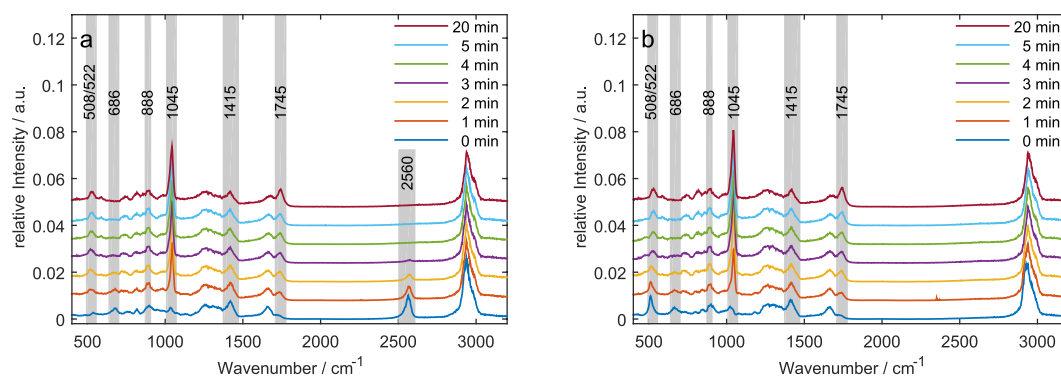 a
0.12
0.1
0.08
0.06
0.04
0.02
0
relative Intensity / a.u.
508/522
686
888
1045
1415
1745
2560
20 min
5 min
4 min
3 min
2 min
1 min
0 min
500 1000 1500 2000 2500 3000
Wavenumber / cm⁻¹
b
0.12
0.1
0.08
0.06
0.04
0.02
0
relative Intensity / a.u.
508/522
686
888
1045
1415
1745
20 min
5 min
4 min
3 min
2 min
1 min
0 min
500 1000 1500 2000 2500 3000
Wavenumber / cm⁻¹